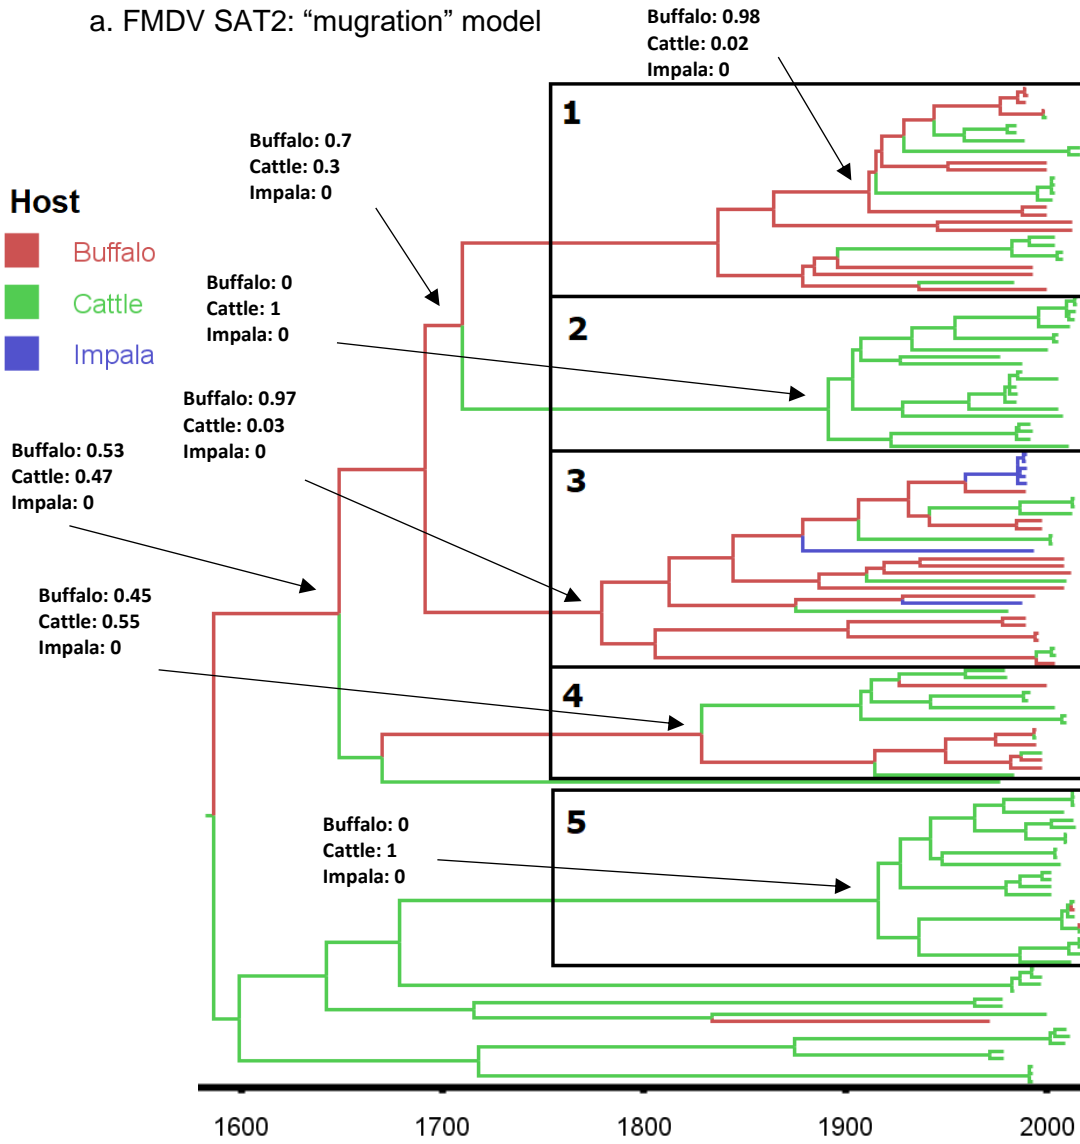 a. FMDV SAT2: “mugration” model
Buffalo: 0.98
Cattle: 0.02
Impala: 0
1
Buffalo: 0.7
Cattle: 0.3
Impala: 0
Host
Buffalo
Cattle
Impala
Buffalo: 0
Cattle: 1
Impala: 0
2
Buffalo: 0.97
Cattle: 0.03
Impala: 0
Buffalo: 0.53
Cattle: 0.47
Impala: 0
3
Buffalo: 0.45
Cattle: 0.55
Impala: 0
4
5
Buffalo: 0
Cattle: 1
Impala: 0
1600 1700 1800 1900 2000